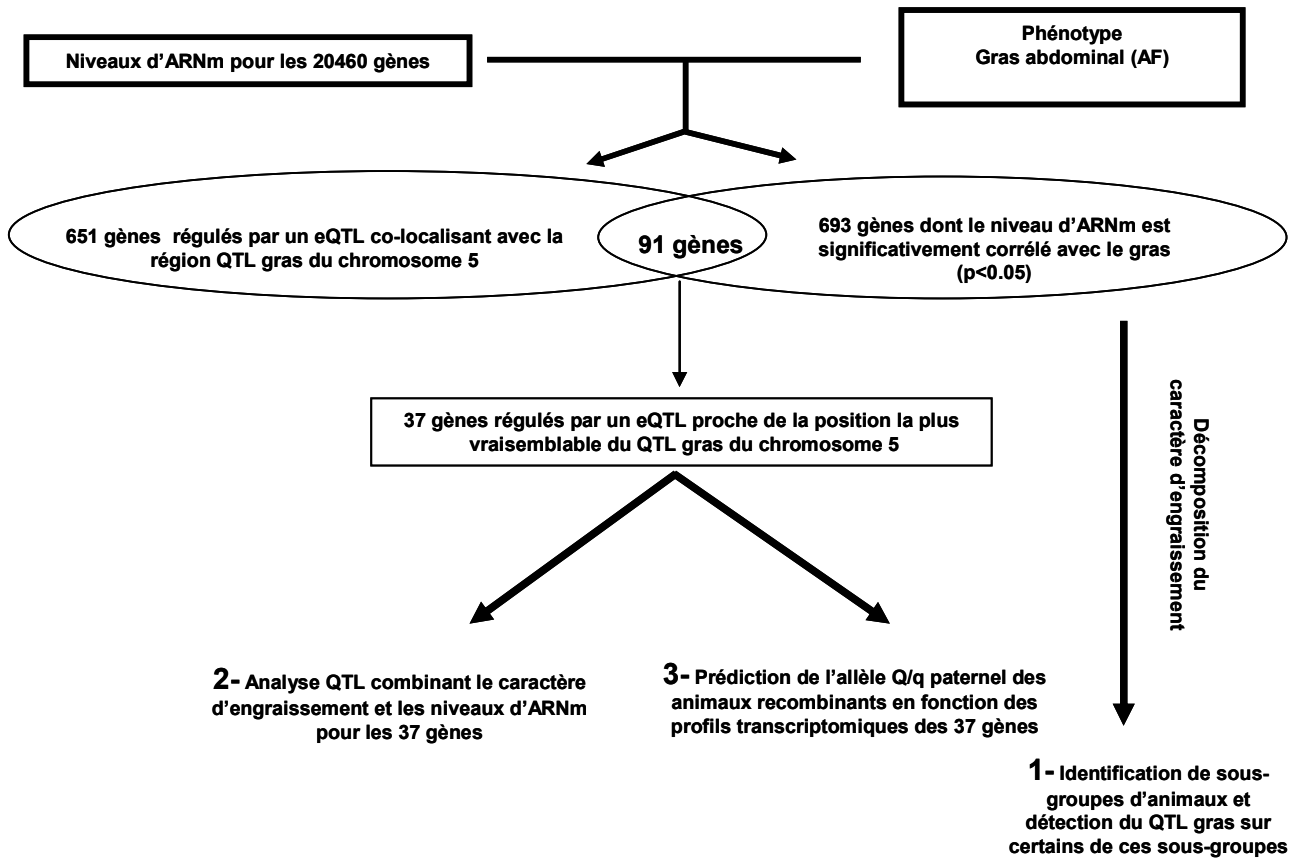 Niveaux d'ARNm pour les 20460 gènes
Phénotype
Gras abdominal (AF)
651 gènes régulés par un eQTL co-localisant avec la
région QTL gras du chromosome 5
91 gènes
693 gènes dont le niveau d'ARNm est
significativement corrélé avec le gras
(p<0.05)
37 gènes régulés par un eQTL proche de la position la plus
vraisemblable du QTL gras du chromosome 5
Décomposition du
caractère d'engraissement
2- Analyse QTL combinant le caractère
d'engraissement et les niveaux d'ARNm
pour les 37 gènes
3- Prédiction de l'allèle Q/q paternel des
animaux recombinants en fonction des
profils transcriptomiques des 37 gènes
1- Identification de sous-
groupes d'animaux et
détection du QTL gras sur
certains de ces sous-groupes